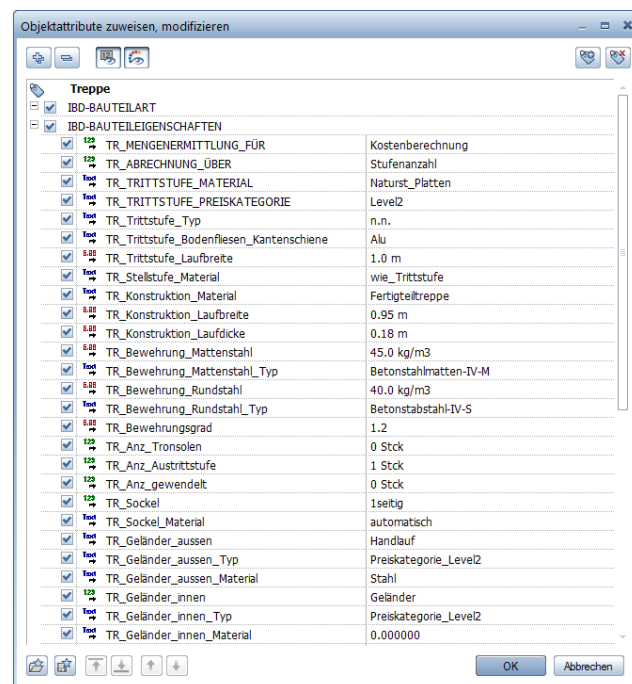 Objektattribute zuweisen, modifizieren
Treppe
IBD-BAUTEILART
IBD-BAUTEILEIGENSCHAFTEN
TR_MENGENERMITTLUNG_FÜR Kostenberechnung
TR_ABRECHNUNG_ÜBER Stufenanzahl
TR_TRITTSTUFE_MATERIAL Naturst_Platten
TR_TRITTSTUFE_PREISKATEGORIE Level2
TR_Trittstufe_Typ n.n.
TR_Trittstufe_Bodenfliesen_Kantenschiene Alu
TR_Trittstufe_Laufbreite 1.0 m
TR_Stellstufe_Material wie_Trittstufe
TR_Konstruktion_Material Fertigteiltreppe
TR_Konstruktion_Laufbreite 0.95 m
TR_Konstruktion_Laufdicke 0.18 m
TR_Bewehrung_Mattenstahl 45.0 kg/m3
TR_Bewehrung_Mattenstahl_Typ Betonstahlmatten-IV-M
TR_Bewehrung_Rundstahl 40.0 kg/m3
TR_Bewehrung_Rundstahl_Typ Betonstabstahl-IV-S
TR_Bewehrungsgrad 1.2
TR_Anz_Tronsolen 0 Stck
TR_Anz_Austrittstufe 1 Stck
TR_Anz_gewendelt 0 Stck
TR_Sockel 1seitig
TR_Sockel_Material automatisch
TR_Geländer_aussen Handlauf
TR_Geländer_aussen_Typ Preiskategorie_Level2
TR_Geländer_aussen_Material Stahl
TR_Geländer_innen Geländer
TR_Geländer_innen_Typ Preiskategorie_Level2
TR_Geländer_innen_Material 0.000000
OK Abbrechen